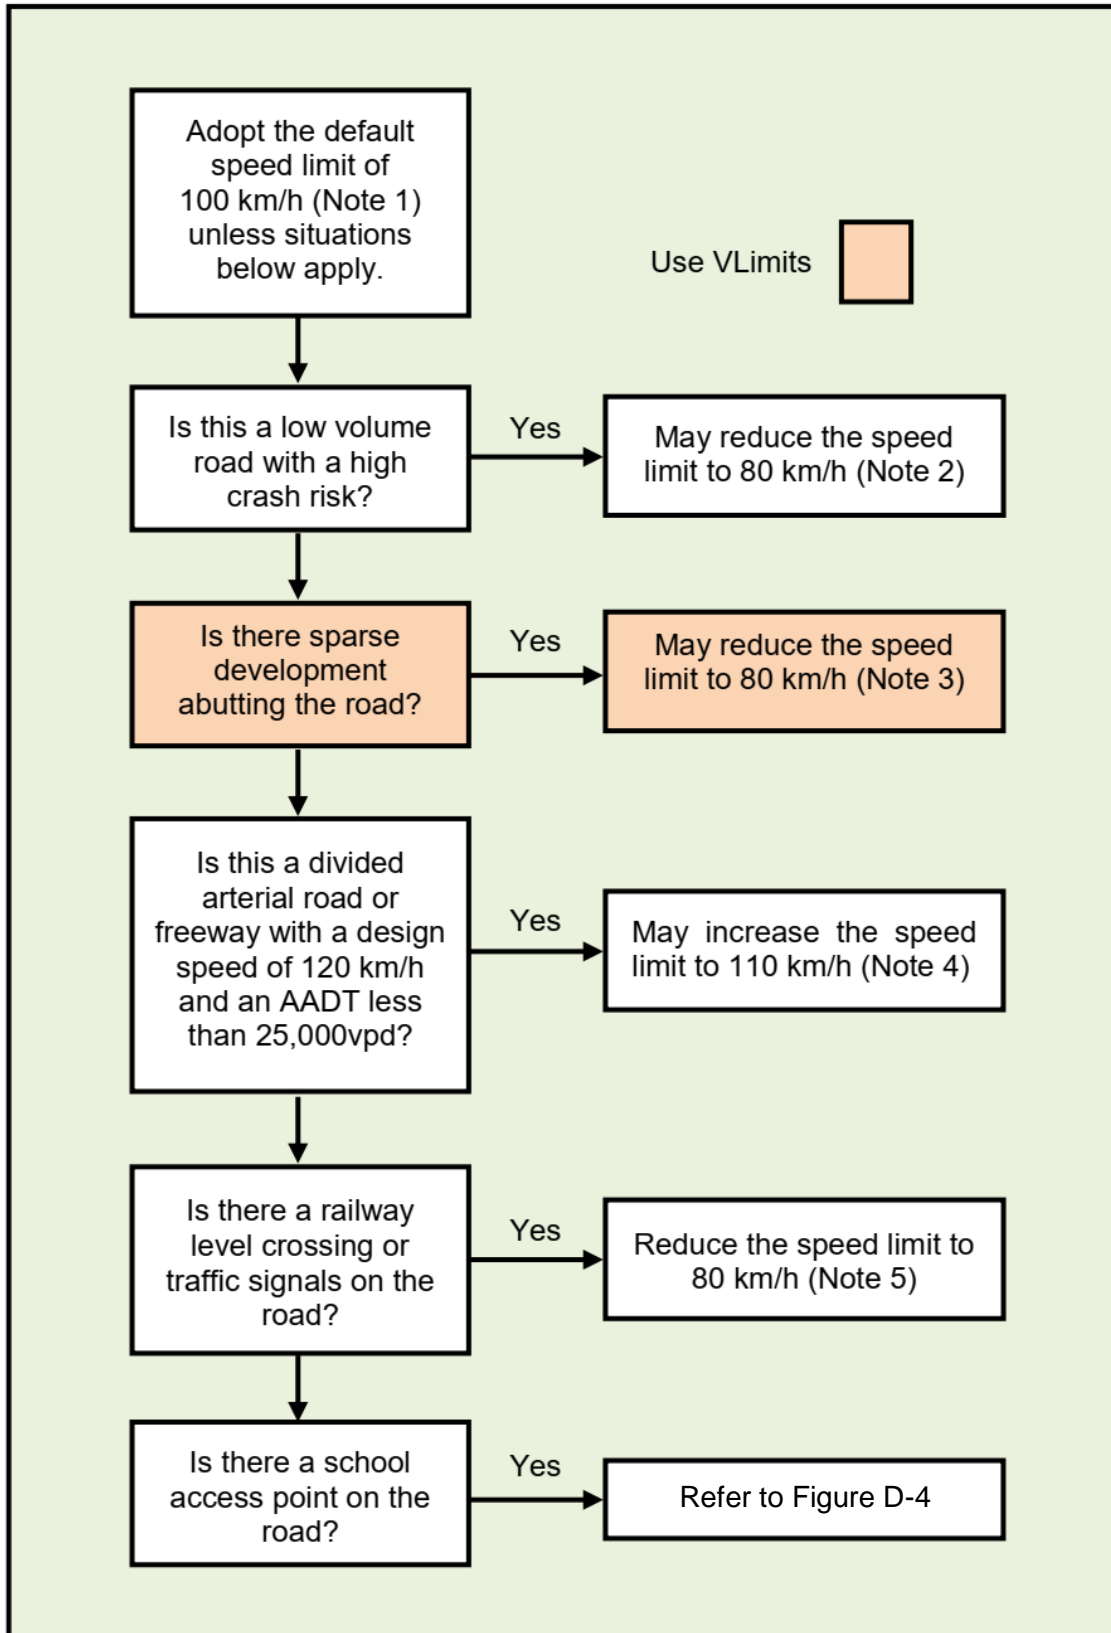 Adopt the default
speed limit of
100 km/h (Note 1)
unless situations
below apply.
Use VLimits
Is this a low volume
road with a high
crash risk?
Yes
May reduce the speed
limit to 80 km/h (Note 2)
Is there sparse
development
abutting the road?
Yes
May reduce the speed
limit to 80 km/h (Note 3)
Is this a divided
arterial road or
freeway with a design
speed of 120 km/h
and an AADT less
than 25,000vpd?
Yes
May increase the speed
limit to 110 km/h (Note 4)
Is there a railway
level crossing or
traffic signals on the
road?
Yes
Reduce the speed limit to
80 km/h (Note 5)
Is there a school
access point on the
road?
Yes
Refer to Figure D-4